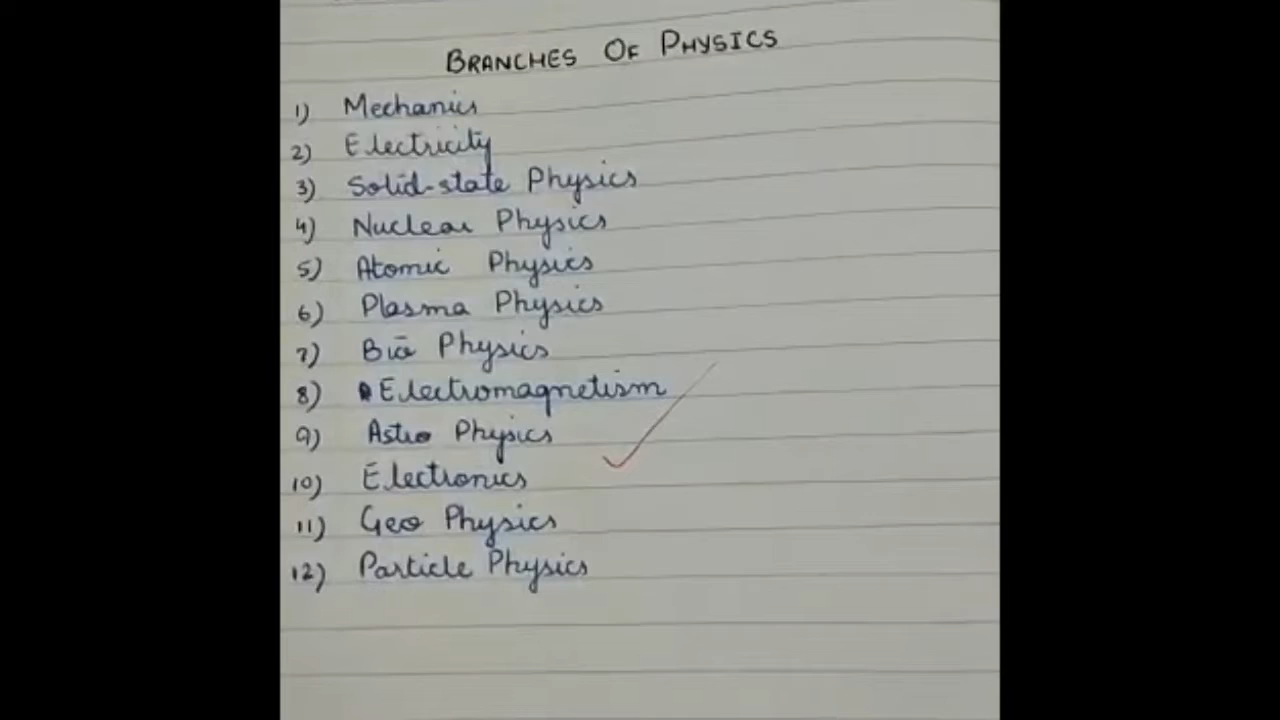 BRANCHES OF PHYSICS
1) Mechanics
2) Electricity
3) Solid-state Physics
4) Nuclear Physics
5) Atomic Physics
6) Plasma Physics
7) Bio Physics
8) Electromagnetism
9) Astro Physics
10) Electronics
11) Geo Physics
12) Particle Physics